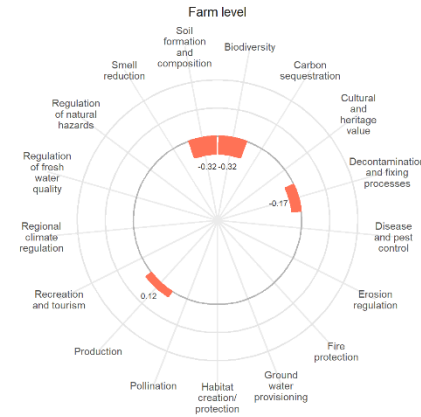 Farm level
Soil
formation
and
composition
Biodiversity
Smell
reduction
Carbon
sequestration
Regulation
of natural
hazards
Cultural
and
heritage
value
Regulation
of fresh
water
quality
Decontamination
and fixing
processes
-0.32
-0.32
-0.17
Regional
climate
regulation
Disease
and pest
control
Recreation
and tourism
0.12
Erosion
regulation
Production
Fire
protection
Pollination
Habitat
creation/
protection
Ground
water
provisioning